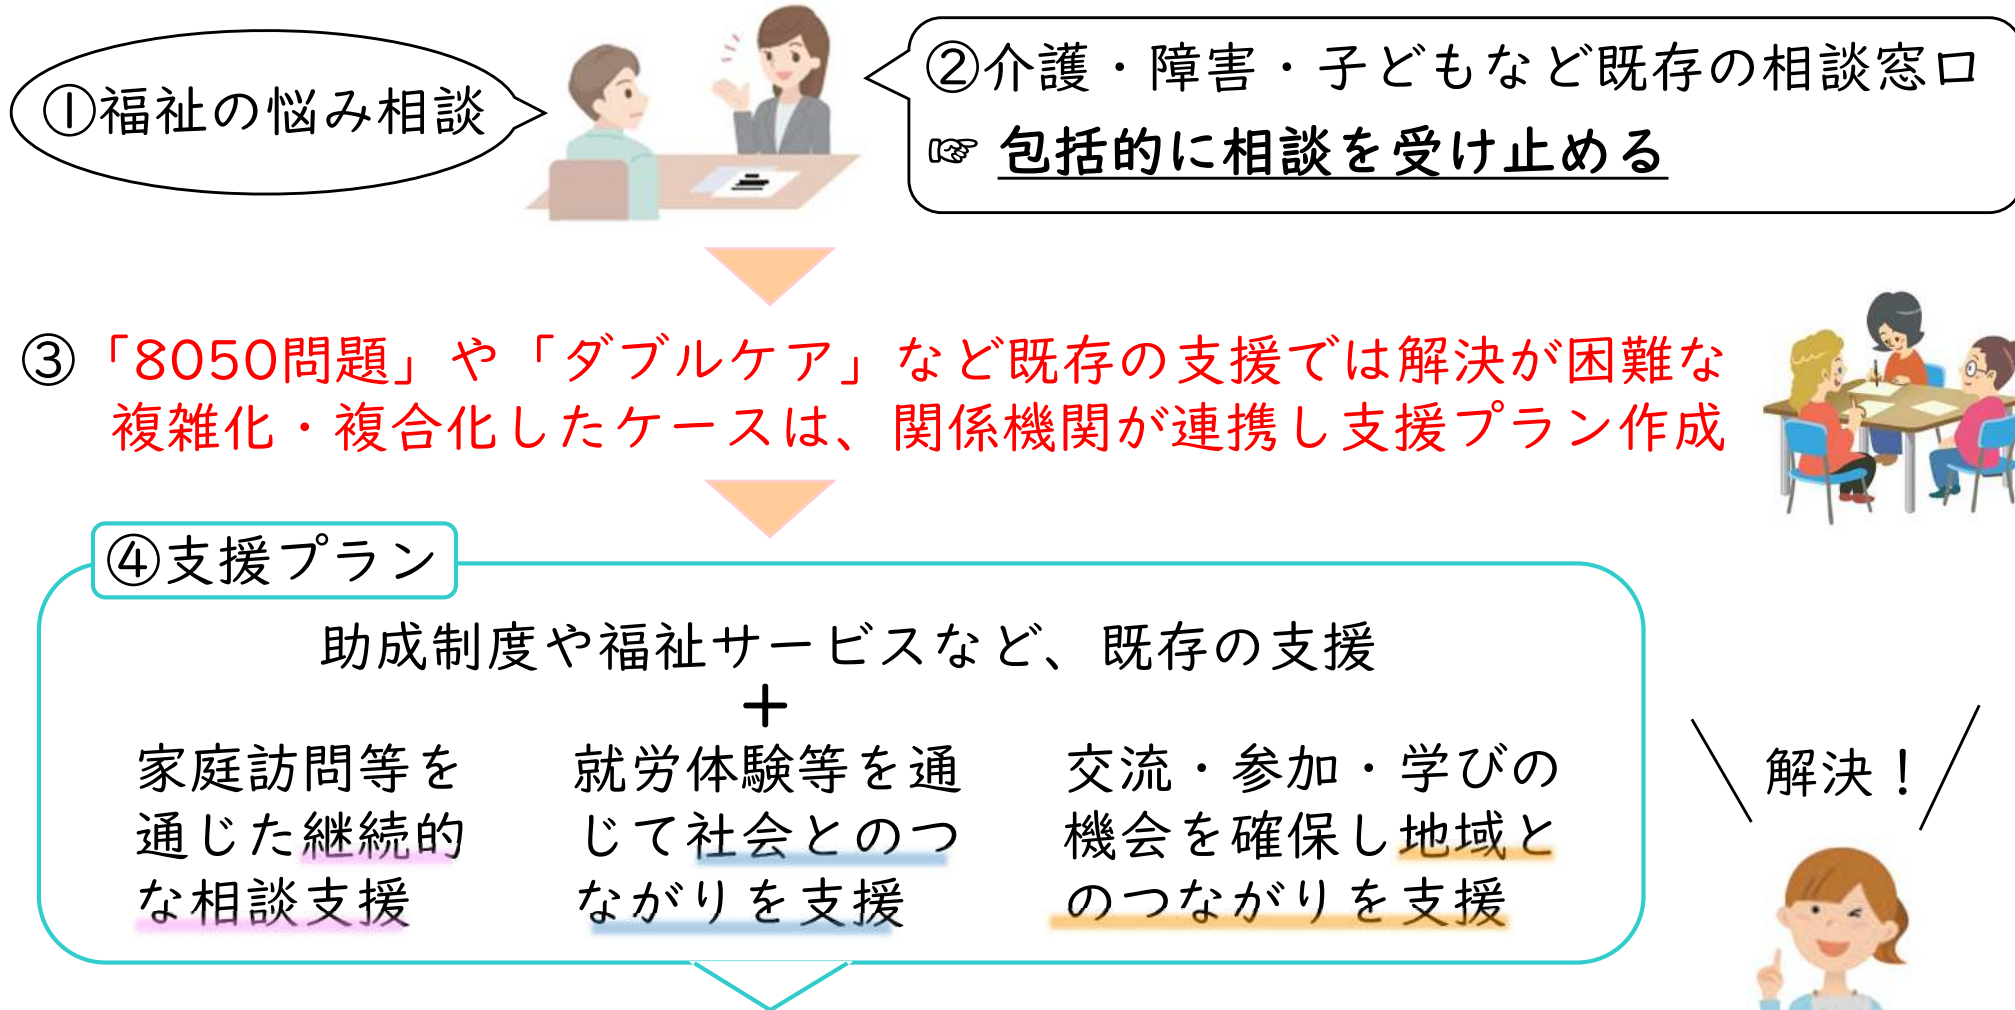 ①福祉の悩み相談
②介護・障害・子どもなど既存の相談窓口
☞ 包括的に相談を受け止める
③「8050問題」や「ダブルケア」など既存の支援では解決が困難な
複雑化・複合化したケースは、関係機関が連携し支援プラン作成
④支援プラン
助成制度や福祉サービスなど、既存の支援
＋
家庭訪問等を
通じた継続的
な相談支援
就労体験等を通
じて社会とのつ
ながりを支援
交流・参加・学びの
機会を確保し地域と
のつながりを支援
解決！